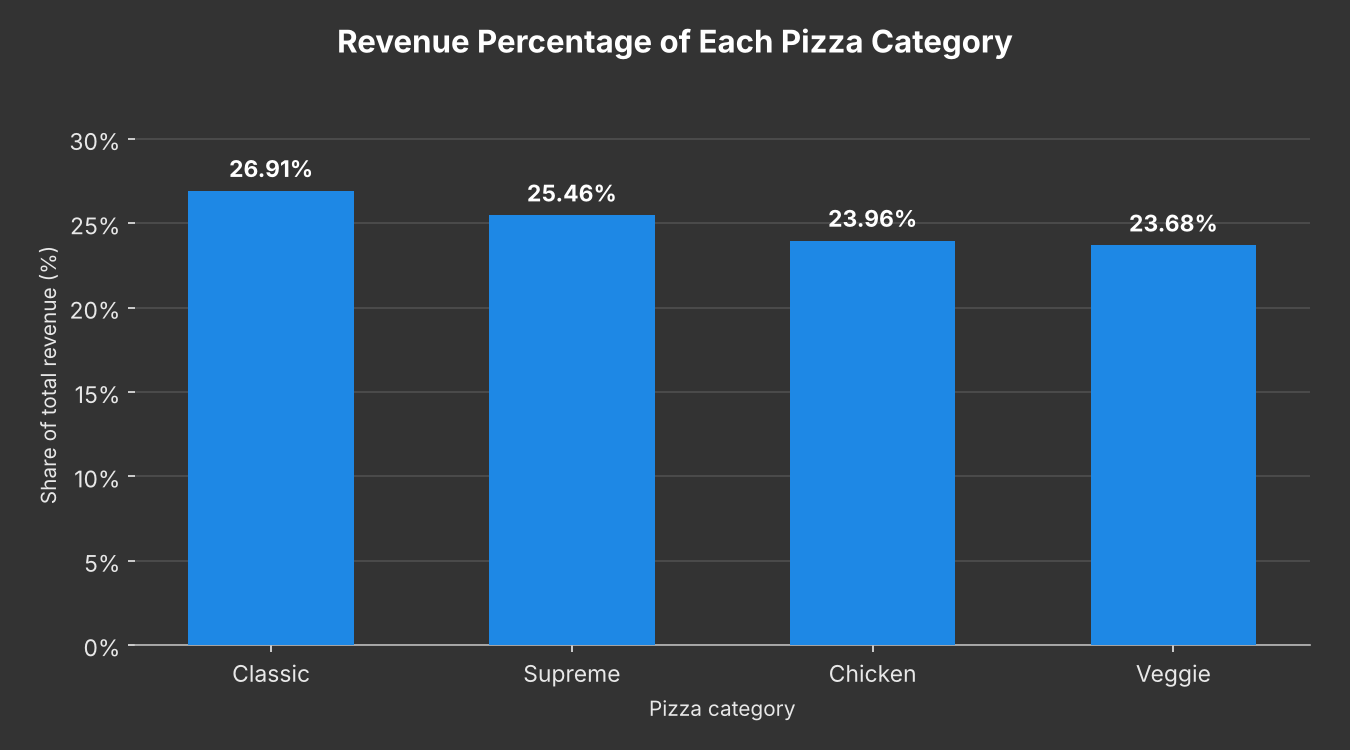 Revenue Percentage of Each Pizza Category
Share of total revenue (%)
30%
25%
20%
15%
10%
5%
0%
26.91%
25.46%
23.96%
23.68%
Classic
Supreme
Chicken
Veggie
Pizza category